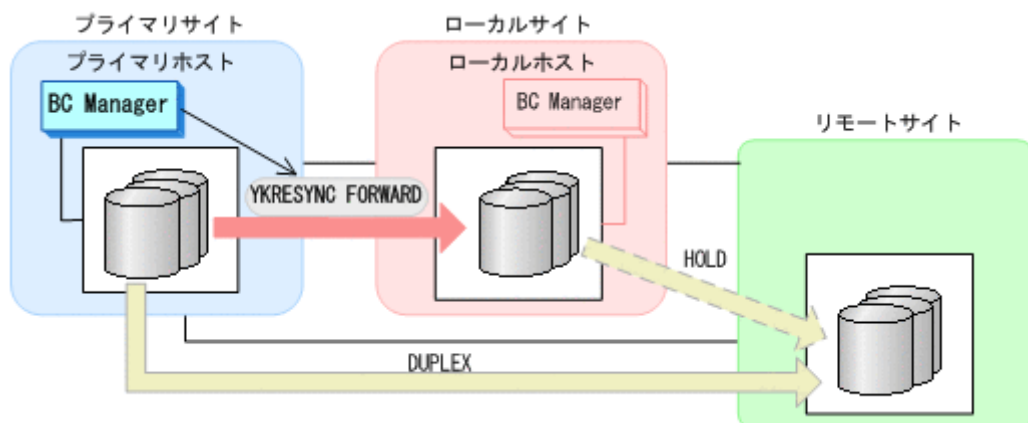 プライマリサイト
ローカルサイト
プライマリホスト
ローカルホスト
BC Manager
BC Manager
リモートサイト
YKRESYNC FORWARD
HOLD
DUPLEX